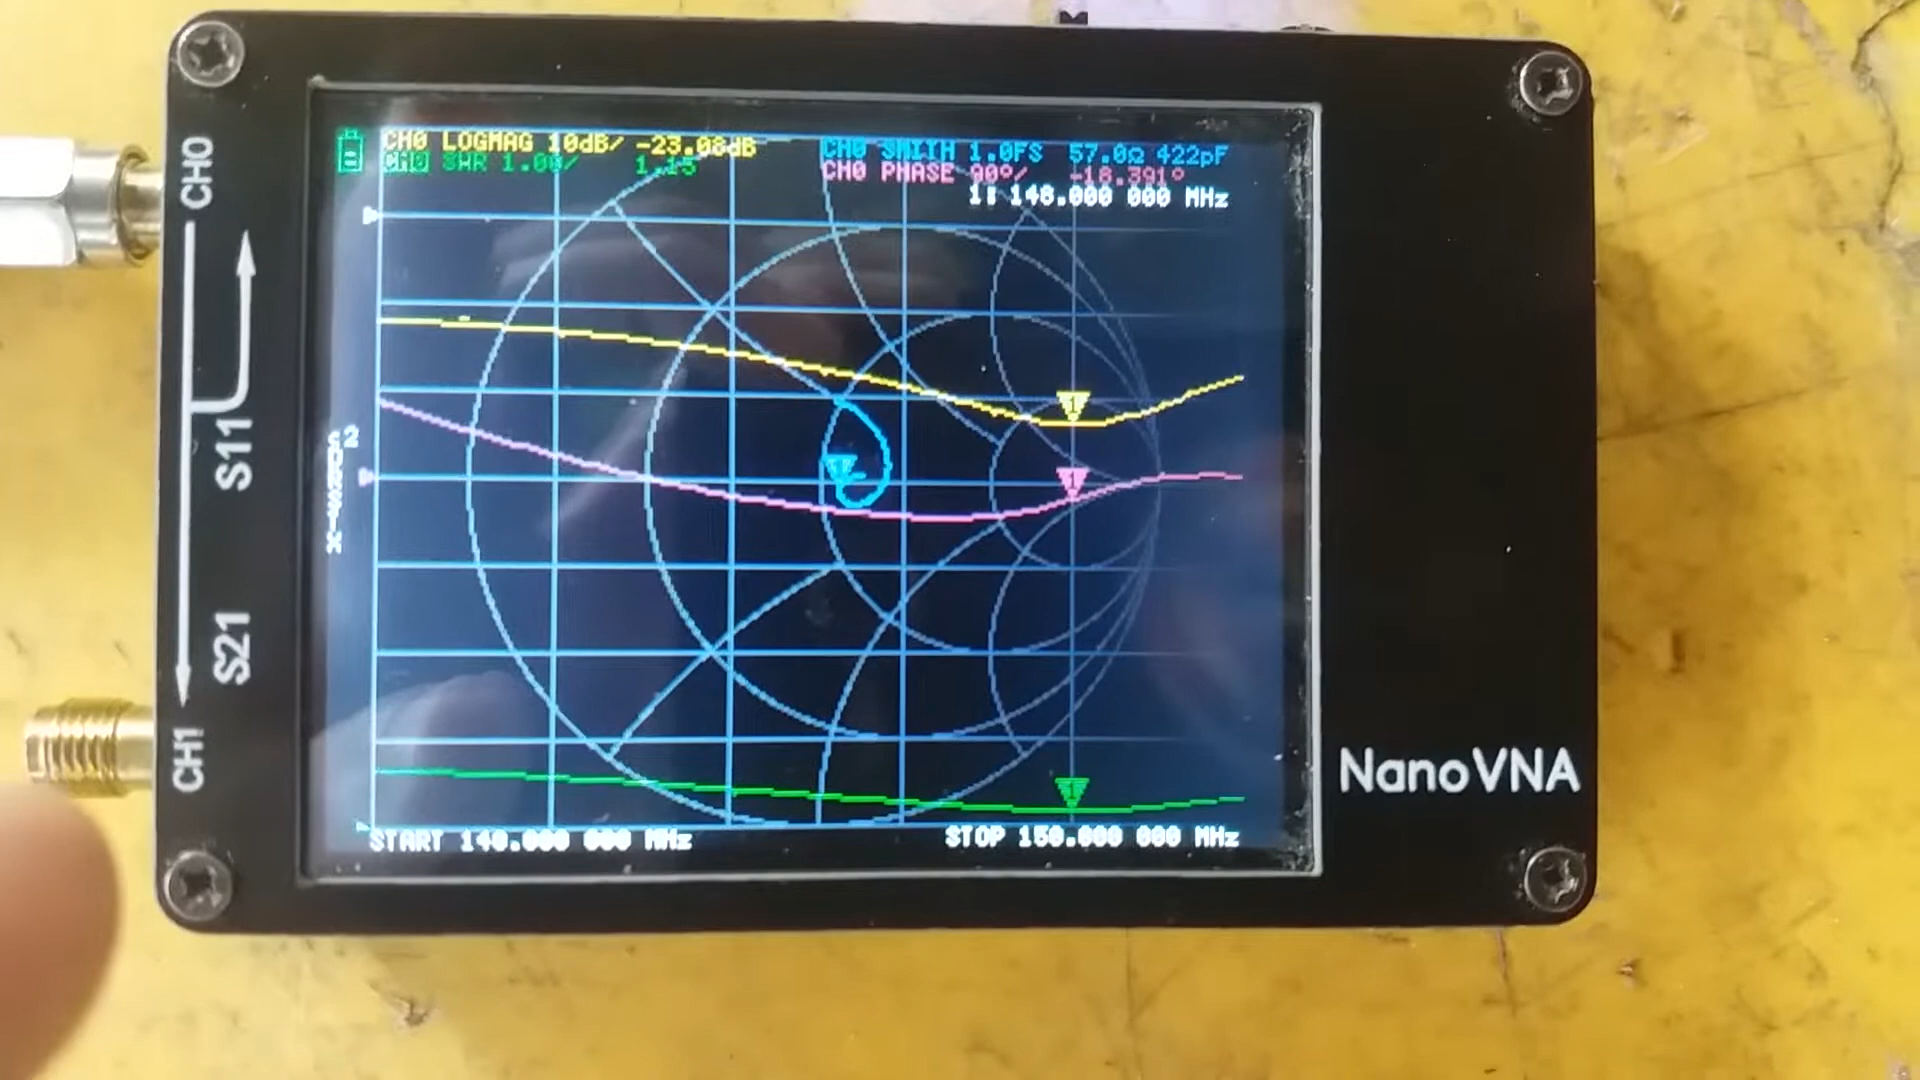 CH0 LOGMAG 10dB/ -23.08dB
CH0 SWR 1.00/ 1.15
CH0 SMITH 1.0FS 57.0Ω 422pF
CH0 PHASE 90°/ -18.391°
1: 148.000 000 MHz
CH0
S11
S21
CH1
START 140.000 000 MHz
STOP 150.000 000 MHz
NanoVNA